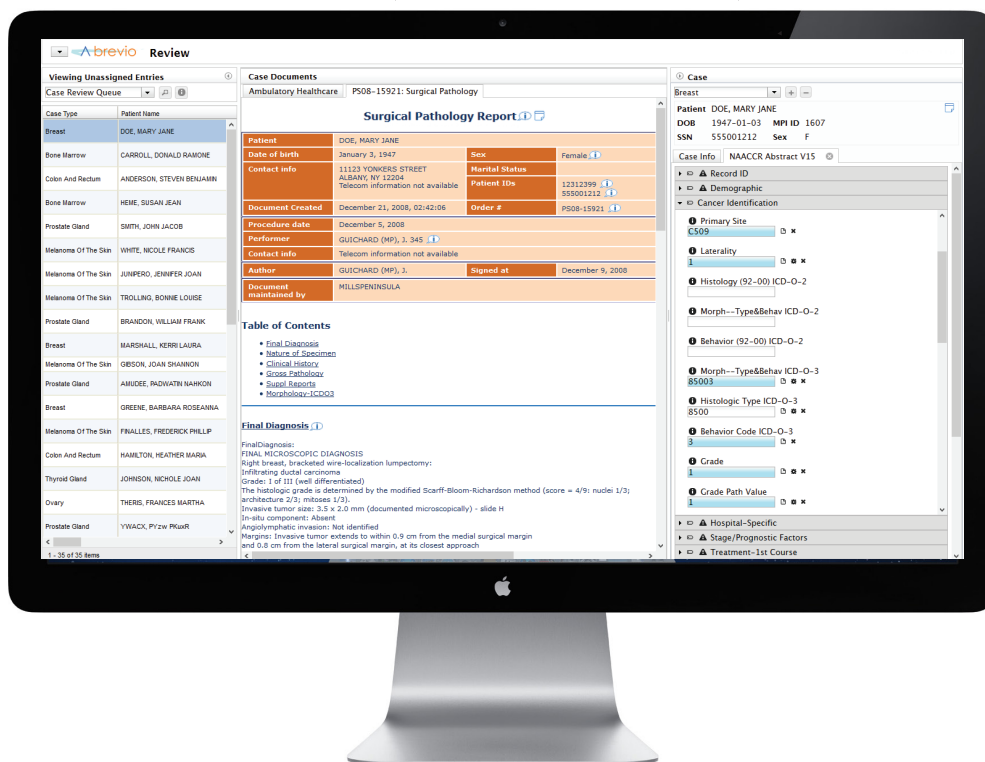 Abrevio Review
Viewing Unassigned Entries
Case Review Queue
Case Type Patient Name
Breast DOE, MARY JANE
Bone Marrow CARROLL, DONALD RAMONE
Colon And Rectum ANDERSON, STEVEN BENJAMIN
Bone Marrow HEME, SUSAN JEAN
Prostate Gland SMITH, JOHN JACOB
Melanoma Of The Skin WHITE, NICOLE FRANCIS
Melanoma Of The Skin JUNIPERO, JENNIFER JOAN
Melanoma Of The Skin TROLLING, BONNIE LOUISE
Prostate Gland BRANDON, WILLIAM FRANK
Breast MARSHALL, KERRI LAURA
Melanoma Of The Skin GIBSON, JOAN SHANNON
Prostate Gland AMUDEE, PADWATIN NAHKON
Breast GREENE, BARBARA ROSEANNA
Melanoma Of The Skin FINALLES, FREDERICK PHILLIP
Colon And Rectum HAMILTON, HEATHER MARIA
Thyroid Gland JOHNSON, NICHOLE JOAN
Ovary THERIS, FRANCES MARTHA
Prostate Gland YWACX, PYzw PKuxR
1 - 35 of 35 items
Case Documents
Ambulatory Healthcare PS08-15921: Surgical Pathology
Surgical Pathology Report
Patient DOE, MARY JANE
Date of birth January 3, 1947 Sex Female
Contact info 11123 YONKERS STREET Marital Status
ALBANY, NY 12204
Telecom information not available Patient IDs 12312399
555001212
Document Created December 21, 2008, 02:42:06 Order # PS08-15921
Procedure date December 5, 2008
Performer GUICHARD (MP), J. 345
Contact info Telecom information not available
Author GUICHARD (MP), J. Signed at December 9, 2008
Document maintained by MILLSPENINSULA
Table of Contents
Final Diagnosis
Nature of Specimen
Clinical History
Gross Pathology
Suppl Reports
Morphology-ICDO3
Final Diagnosis
FinalDiagnosis:
FINAL MICROSCOPIC DIAGNOSIS
Right breast, bracketed wire-localization lumpectomy:
Infiltrating ductal carcinoma
Grade: I of III (well differentiated)
The histologic grade is determined by the modified Scarff-Bloom-Richardson method (score = 4/9: nuclei 1/3;
architecture 2/3; mitoses 1/3).
Invasive tumor size: 3.5 x 2.0 mm (documented microscopically) - slide H
In-situ component: Absent
Angiolymphatic invasion: Not identified
Margins: Invasive tumor extends to within 0.9 cm from the medial surgical margin
and 0.8 cm from the lateral surgical margin, at its closest approach
Case
Breast
Patient DOE, MARY JANE
DOB 1947-01-03 MPI ID 1607
SSN 555001212 Sex F
Case Info NAACCR Abstract V15
Record ID
Demographic
Cancer Identification
Primary Site
C509
Laterality
1
Histology (92-00) ICD-O-2
Morph--Type&Behav ICD-O-2
Behavior (92-00) ICD-O-2
Morph--Type&Behav ICD-O-3
85003
Histologic Type ICD-O-3
8500
Behavior Code ICD-O-3
3
Grade
1
Grade Path Value
1
Hospital-Specific
Stage/Prognostic Factors
Treatment-1st Course